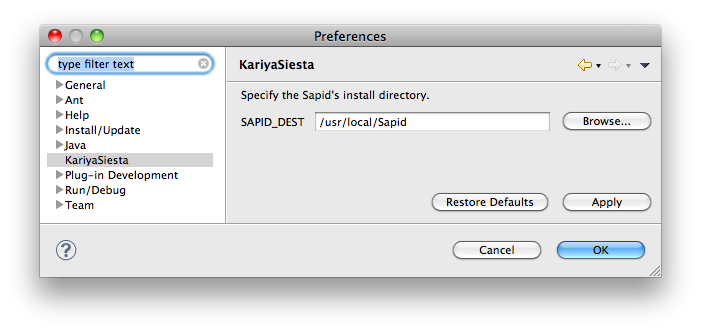 Preferences
type filter text
General
Ant
Help
Install/Update
Java
KariyaSiesta
Plug-in Development
Run/Debug
Team
KariyaSiesta
Specify the Sapid's install directory.
SAPID_DEST /usr/local/Sapid Browse...
Restore Defaults Apply
? Cancel OK